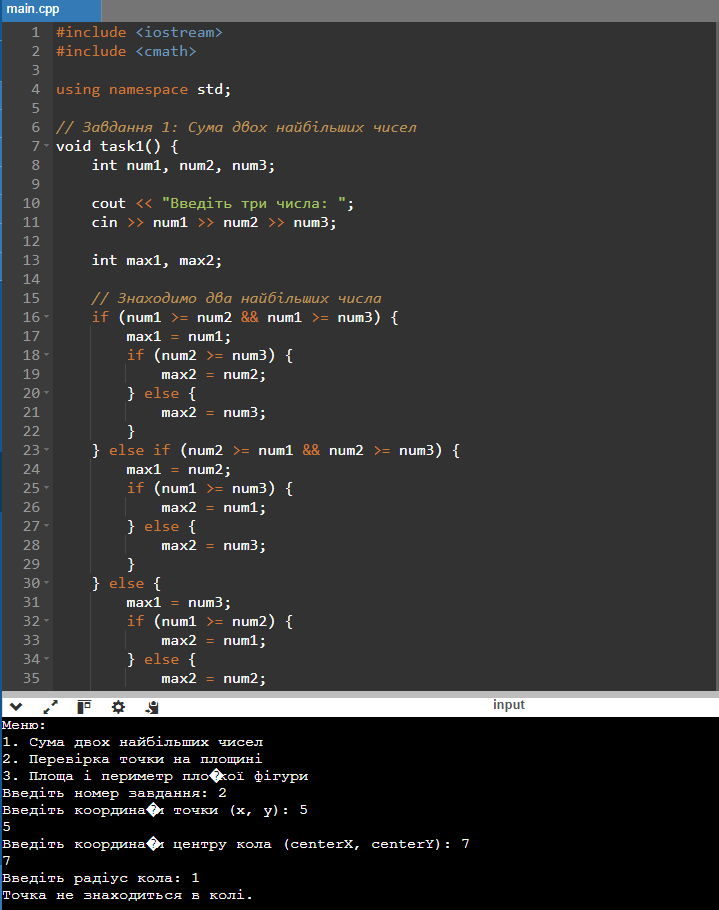 main.cpp
1 #include <iostream>
2 #include <cmath>
3
4 using namespace std;
5
6 // Завдання 1: Сума двох найбільших чисел
7 void task1() {
8 int num1, num2, num3;
9
10 cout << "Введіть три числа: ";
11 cin >> num1 >> num2 >> num3;
12
13 int max1, max2;
14
15 // Знаходимо два найбільших числа
16 if (num1 >= num2 && num1 >= num3) {
17 max1 = num1;
18 if (num2 >= num3) {
19 max2 = num2;
20 } else {
21 max2 = num3;
22 }
23 } else if (num2 >= num1 && num2 >= num3) {
24 max1 = num2;
25 if (num1 >= num3) {
26 max2 = num1;
27 } else {
28 max2 = num3;
29 }
30 } else {
31 max1 = num3;
32 if (num1 >= num2) {
33 max2 = num1;
34 } else {
35 max2 = num2;
input
Меню:
1. Сума двох найбільших чисел
2. Перевірка точки на площині
3. Площа і периметр пло�кої фігури
Введіть номер завдання: 2
Введіть координа�и точки (x, y): 5
5
Введіть координа�и центру кола (centerX, centerY): 7
7
Введіть радіус кола: 1
Точка не знаходиться в колі.